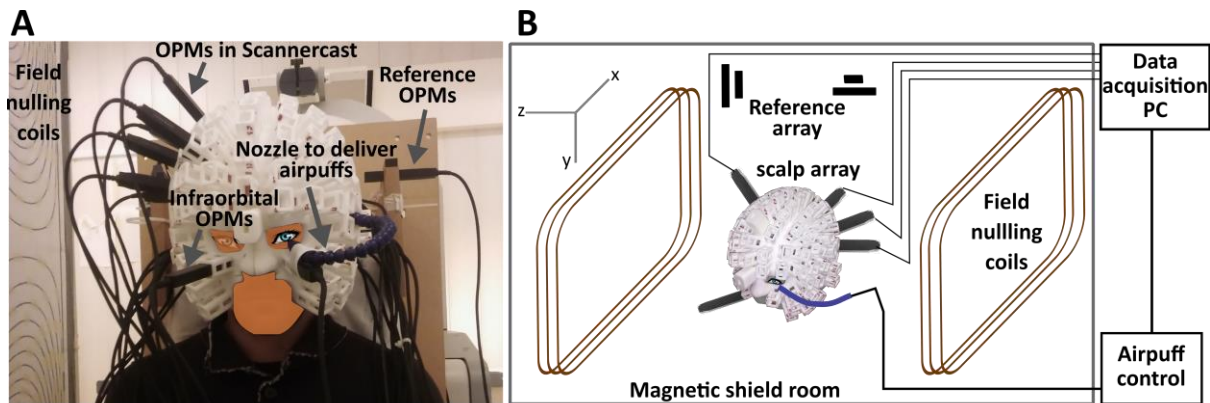 A
OPMs in Scannercast
Field
nulling
coils
Reference
OPMs
Nozzle to deliver
airpuffs
Infraorbital
OPMs
B
x
z
y
Reference
array
scalp array
Field
nullling
coils
Magnetic shield room
Data
acquisition
PC
Airpuff
control